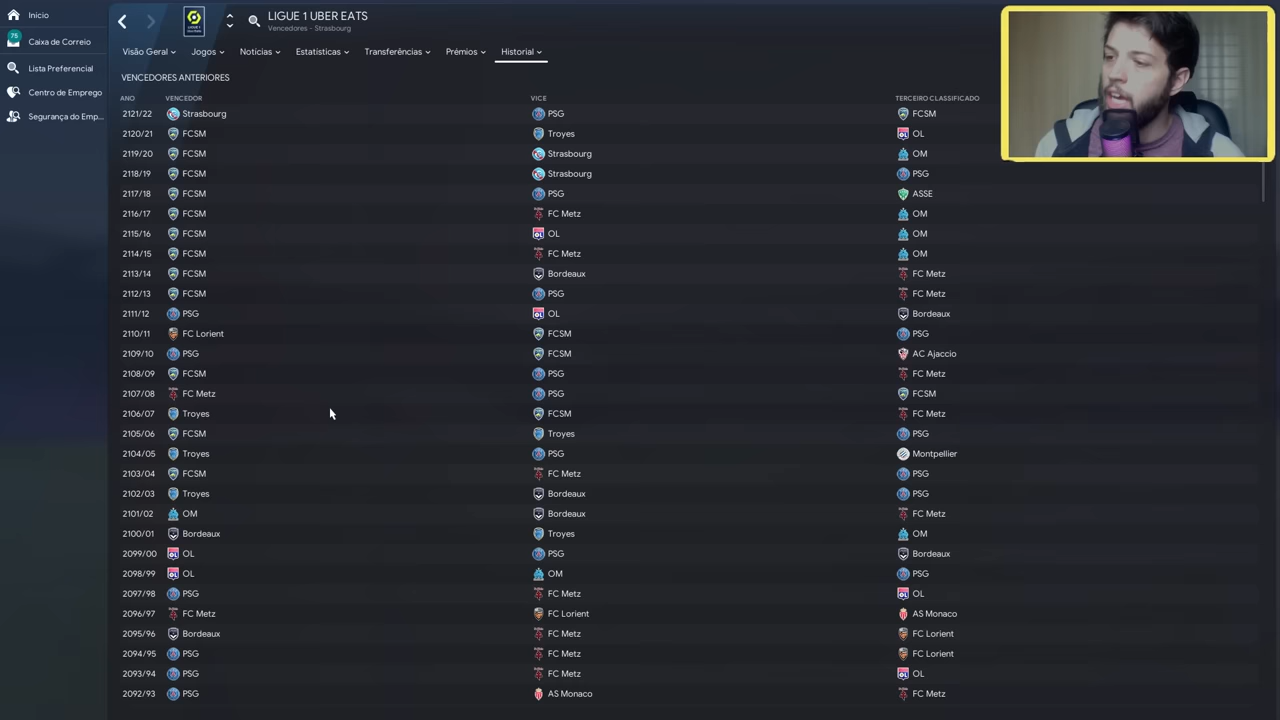 Início
75
Caixa de Correio
Lista Preferencial
Centro de Emprego
Segurança do Emp...
LIGUE 1 UBER EATS
Vencedores - Strasbourg
Visão Geral Jogos Notícias Estatísticas Transferências Prémios Historial
VENCEDORES ANTERIORES
ANO VENCEDOR VICE TERCEIRO CLASSIFICADO
2121/22 Strasbourg PSG FCSM
2120/21 FCSM Troyes OL
2119/20 FCSM Strasbourg OM
2118/19 FCSM Strasbourg PSG
2117/18 FCSM PSG ASSE
2116/17 FCSM FC Metz OM
2115/16 FCSM OL OM
2114/15 FCSM FC Metz OM
2113/14 FCSM Bordeaux FC Metz
2112/13 FCSM PSG FC Metz
2111/12 PSG OL Bordeaux
2110/11 FC Lorient FCSM PSG
2109/10 PSG FCSM AC Ajaccio
2108/09 FCSM PSG FC Metz
2107/08 FC Metz PSG FCSM
2106/07 Troyes FCSM FC Metz
2105/06 FCSM Troyes PSG
2104/05 Troyes PSG Montpellier
2103/04 FCSM FC Metz PSG
2102/03 Troyes Bordeaux PSG
2101/02 OM Bordeaux FC Metz
2100/01 Bordeaux Troyes OM
2099/00 OL PSG Bordeaux
2098/99 OL OM PSG
2097/98 PSG FC Metz OL
2096/97 FC Metz FC Lorient AS Monaco
2095/96 Bordeaux FC Metz FC Lorient
2094/95 PSG FC Metz FC Lorient
2093/94 PSG FC Metz OL
2092/93 PSG AS Monaco FC Metz